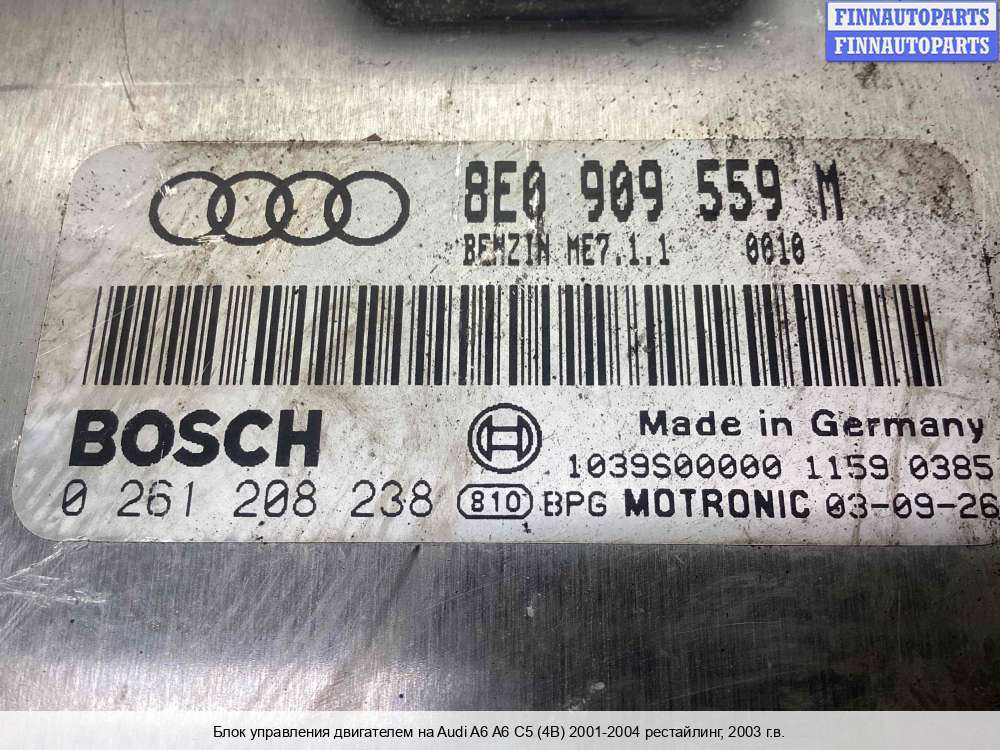 FINNAUTOPARTS
FINNAUTOPARTS
8E0 909 559 M
BENZIN ME7.1.1 0010
BOSCH
Made in Germany
1039S00000 1159 0385
0 261 208 238 810 BPG MOTRONIC 03-09-26
Блок управления двигателем на Audi A6 A6 C5 (4B) 2001-2004 рестайлинг, 2003 г.в.